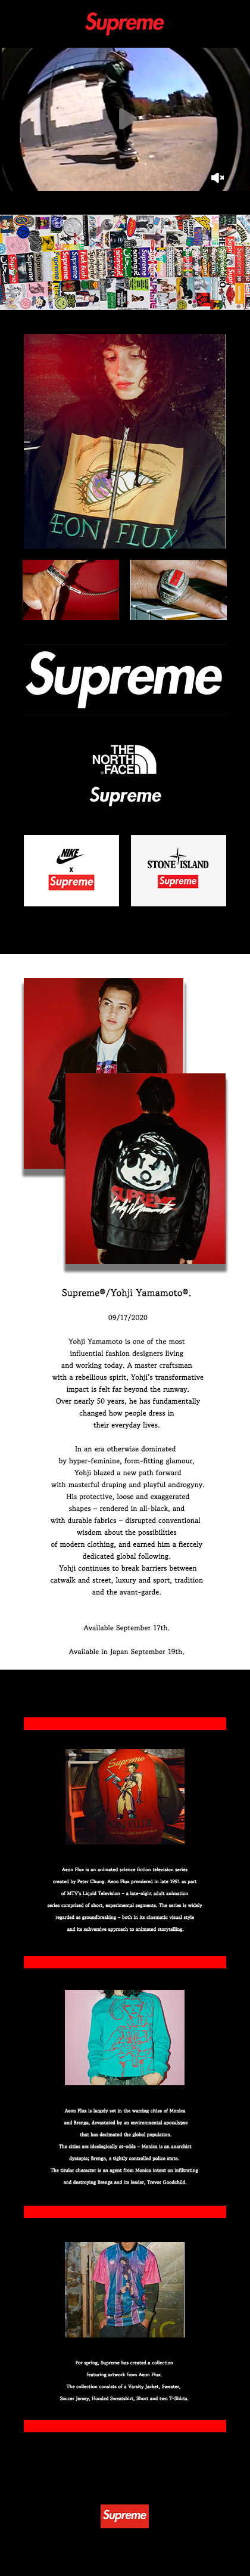 Supreme
ÆON FLUX
Supreme
THE
NORTH
FACE
Supreme
NIKE
x
Supreme
STONE ISLAND
Supreme
SUPREME
Yohji Yamamoto
Supreme®/Yohji Yamamoto®.
09/17/2020
Yohji Yamamoto is one of the most
influential fashion designers living
and working today. A master craftsman
with a rebellious spirit, Yohji's transformative
impact is felt far beyond the runway.
Over nearly 50 years, he has fundamentally
changed how people dress in
their everyday lives.
In an era otherwise dominated
by hyper-feminine, form-fitting glamour,
Yohji blazed a new path forward
with masterful draping and playful androgyny.
His protective, loose and exaggerated
shapes – rendered in all-black, and
with durable fabrics – disrupted conventional
wisdom about the possibilities
of modern clothing, and earned him a fiercely
dedicated global following.
Yohji continues to break barriers between
catwalk and street, luxury and sport, tradition
and the avant-garde.
Available September 17th.
Available in Japan September 19th.
Supreme
Aeon Flux is an animated science fiction television series
created by Peter Chung. Aeon Flux premiered in late 1991 as part
of MTV's Liquid Television – a late-night adult animation
series comprised of short, experimental segments. The series is widely
regarded as groundbreaking – both in its cinematic visual style
and its subversive approach to animated storytelling.
Aeon Flux is largely set in the warring cities of Monica
and Brenga, devastated by an environmental apocalypse
that has decimated the global population.
The cities are ideologically at-odds – Monica is an anarchist
dystopia; Brenga, a tightly controlled police state.
The titular character is an agent from Monica intent on infiltrating
and destroying Brenga and its leader, Trevor Goodchild.
For spring, Supreme has created a collection
featuring artwork from Aeon Flux.
The collection consists of a Varsity Jacket, Sweater,
Soccer Jersey, Hooded Sweatshirt, Short and two T-Shirts.
Supreme